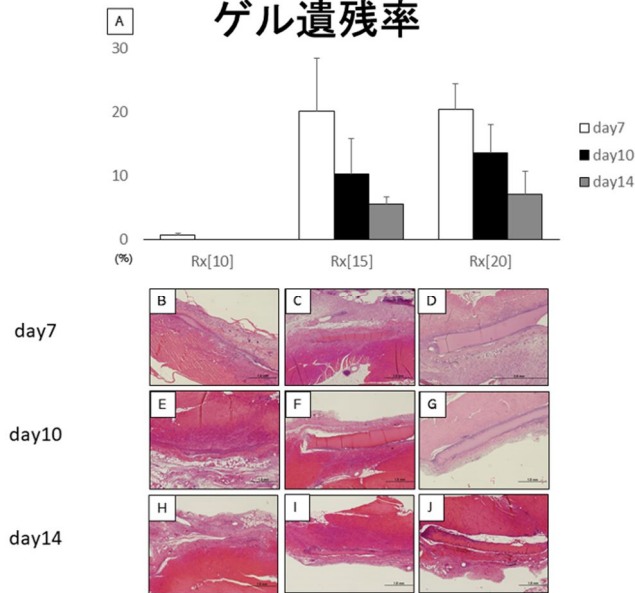 A
ゲル遺残率
30
20
10
0
(%)
Rx[10] Rx[15] Rx[20]
day7
day10
day14
day7
B C D
day10
E F G
day14
H I J